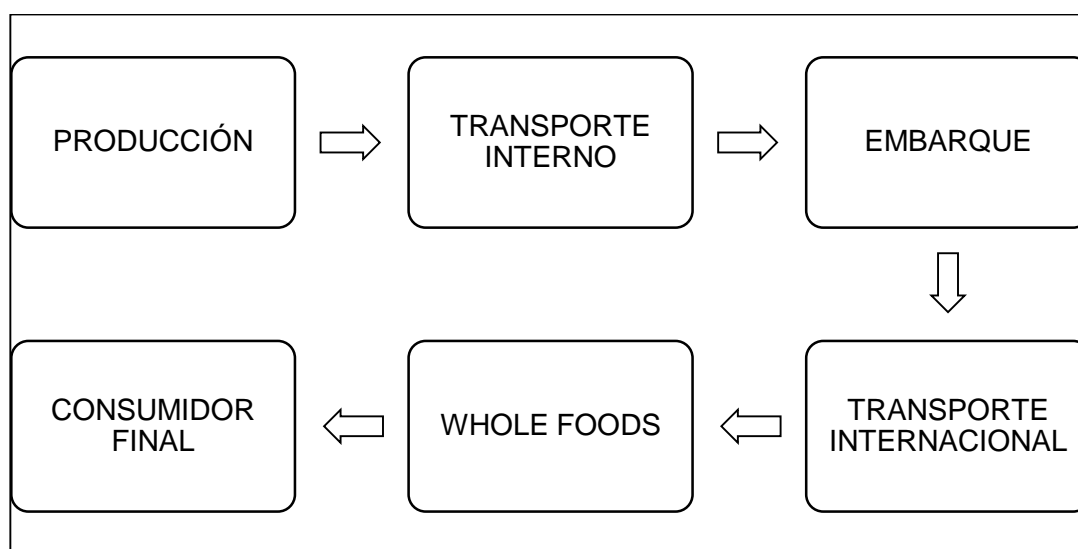 PRODUCCIÓN
TRANSPORTE
INTERNO
EMBARQUE
TRANSPORTE
INTERNACIONAL
WHOLE FOODS
CONSUMIDOR
FINAL